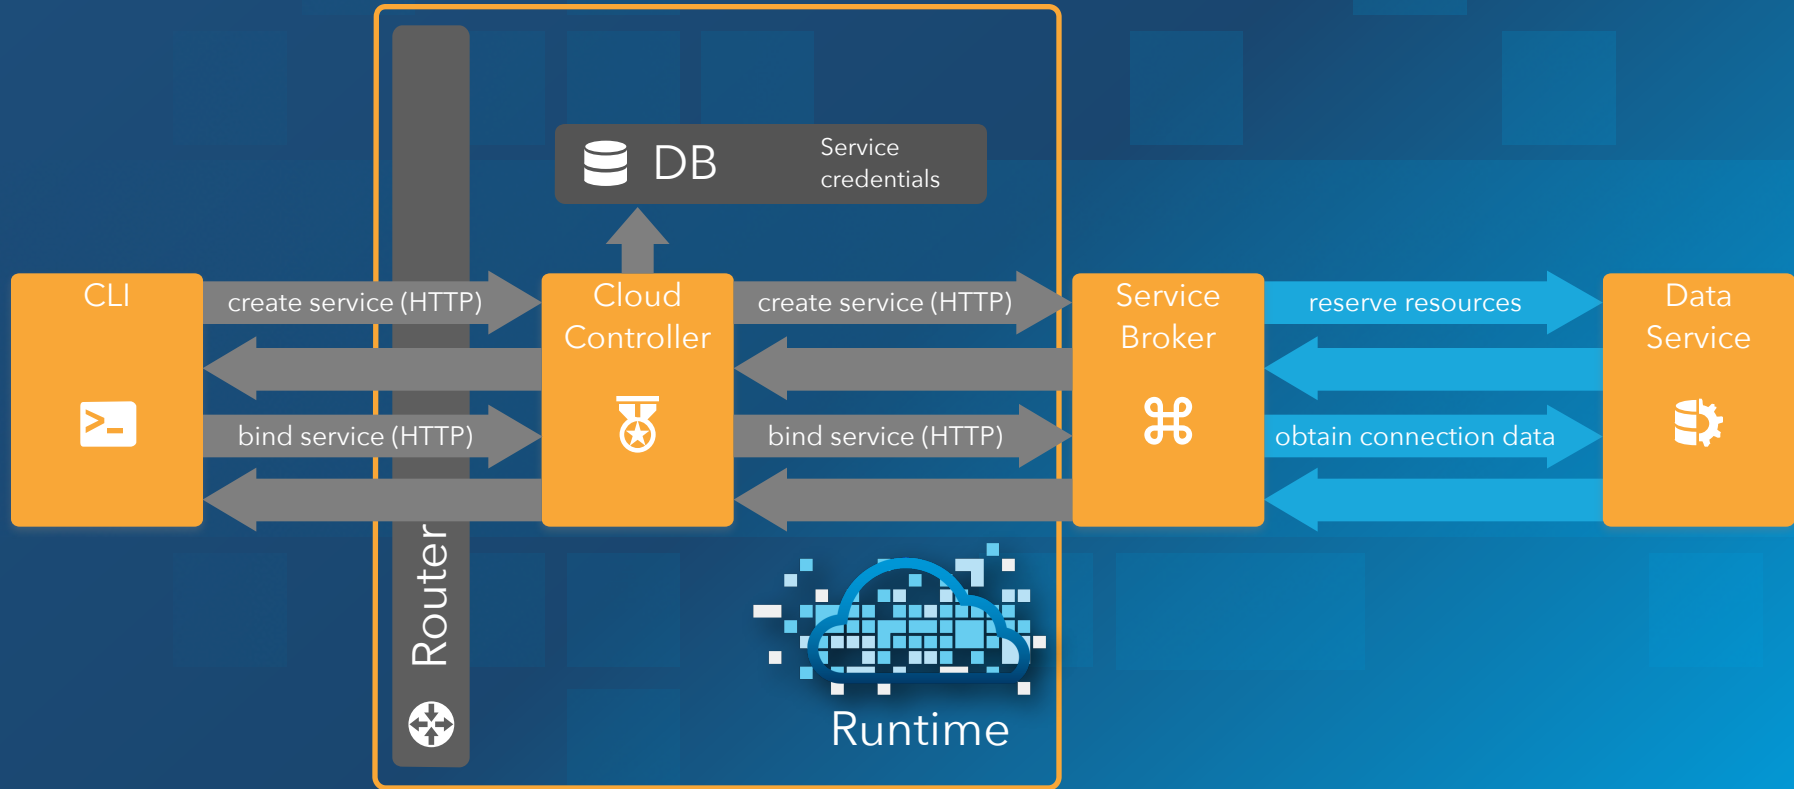 DB
Service
credentials
CLI
create service (HTTP)
Cloud
Controller
create service (HTTP)
Service
Broker
reserve resources
Data
Service
>_
bind service (HTTP)
bind service (HTTP)
obtain connection data
Router
Runtime